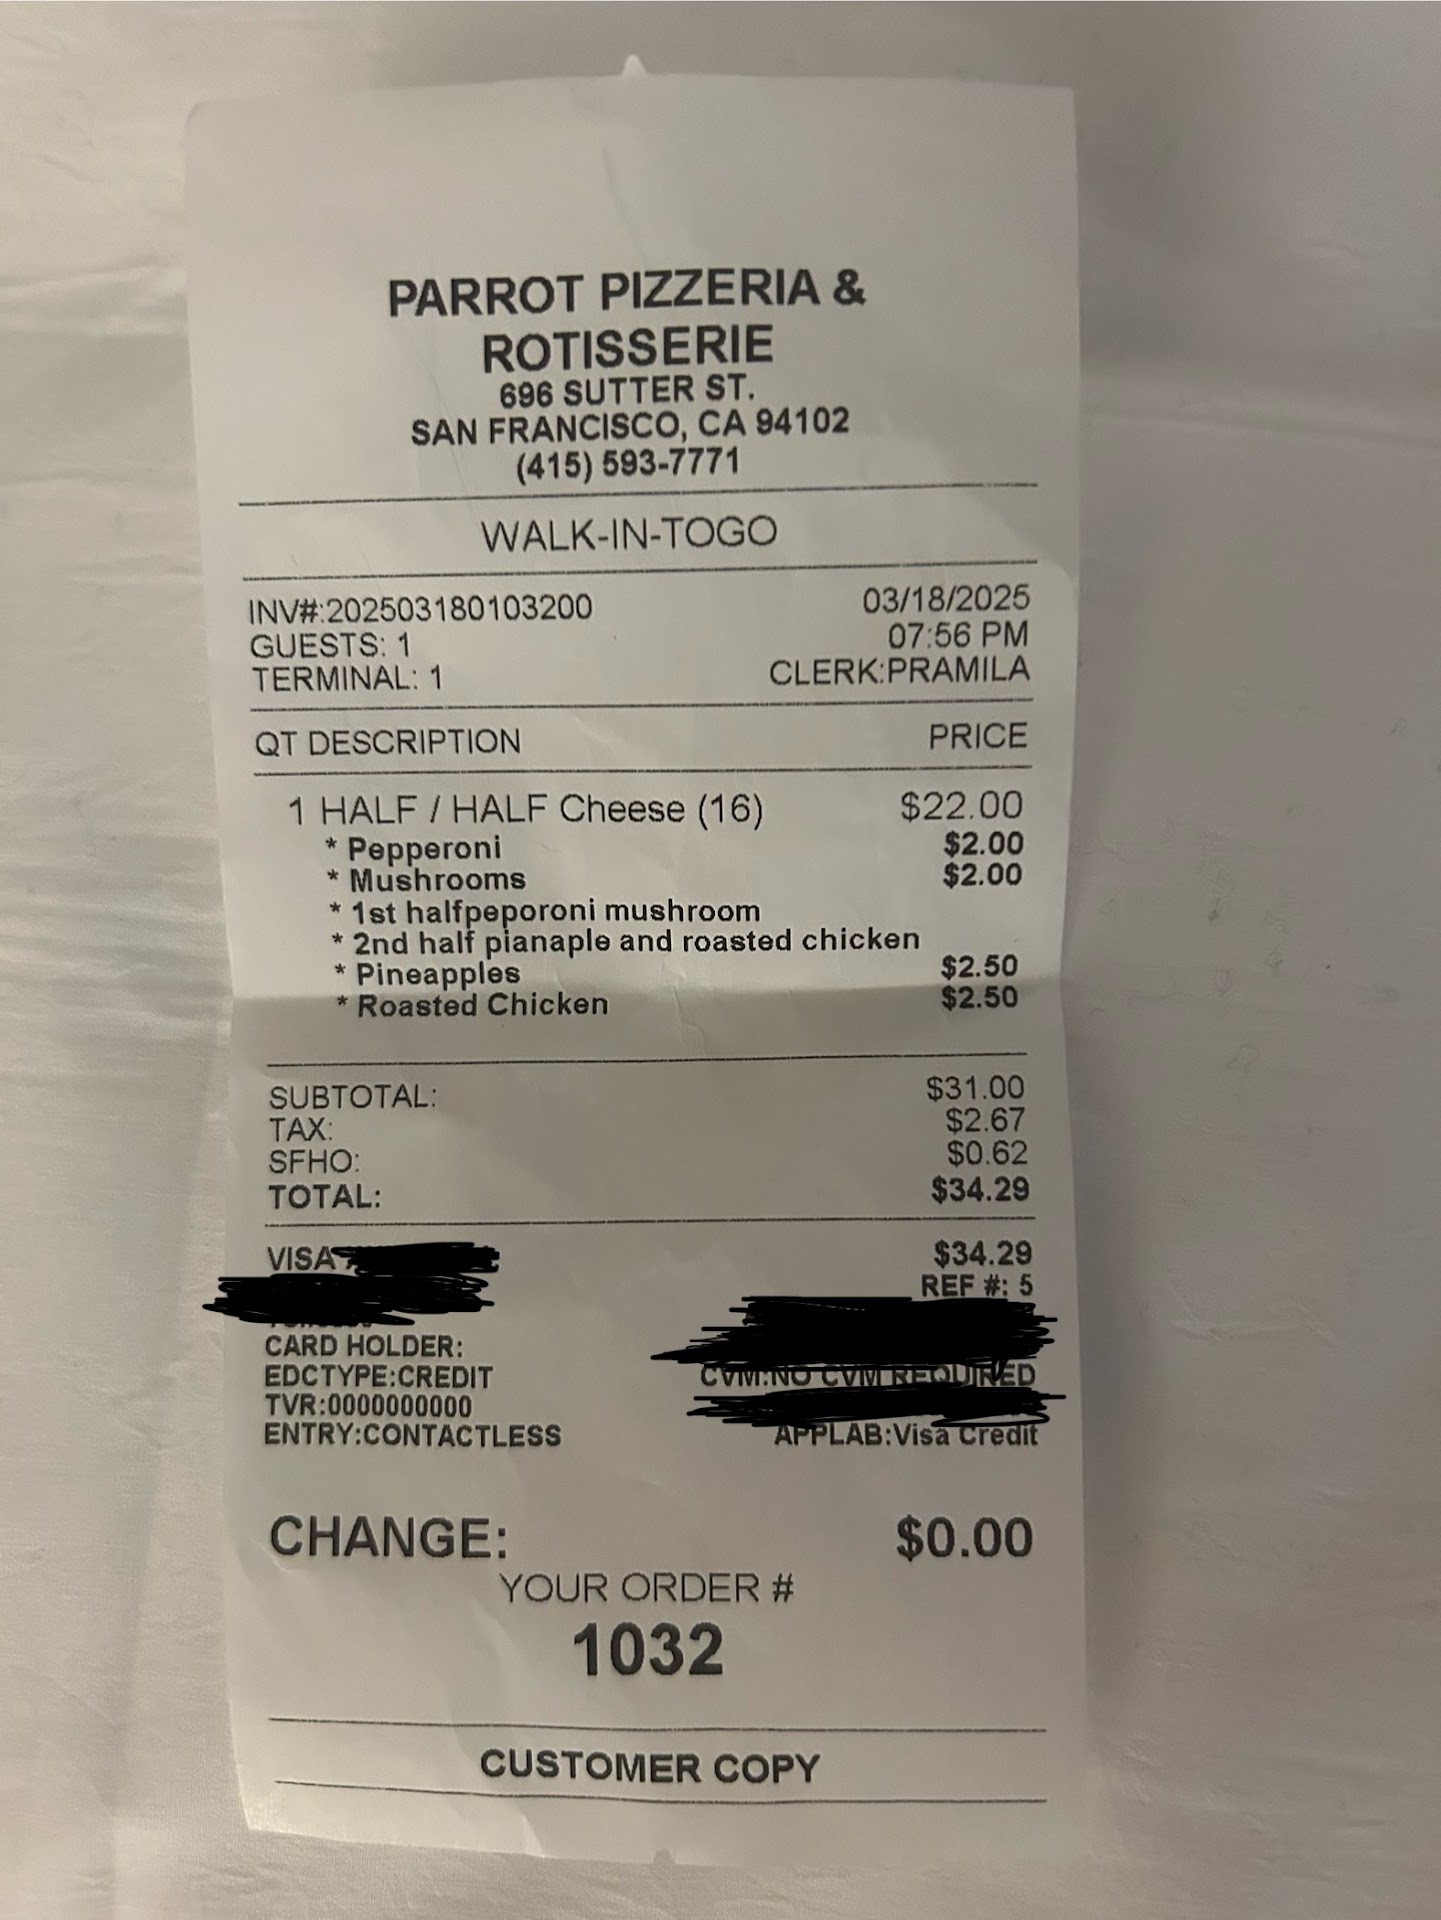 PARROT PIZZERIA &
ROTISSERIE
696 SUTTER ST.
SAN FRANCISCO, CA 94102
(415) 593-7771
WALK-IN-TOGO
INV#:202503180103200 03/18/2025
GUESTS: 1 07:56 PM
TERMINAL: 1 CLERK:PRAMILA
QT DESCRIPTION PRICE
1 HALF / HALF Cheese (16) $22.00
* Pepperoni $2.00
* Mushrooms $2.00
* 1st halfpeporoni mushroom
* 2nd half pianaple and roasted chicken
* Pineapples $2.50
* Roasted Chicken $2.50
SUBTOTAL: $31.00
TAX: $2.67
SFHO: $0.62
TOTAL: $34.29
VISA $34.29
REF #: 5
CARD HOLDER:
EDCTYPE:CREDIT CVM:NO CVM REQUIRED
TVR:0000000000
ENTRY:CONTACTLESS APPLAB:Visa Credit
CHANGE: $0.00
YOUR ORDER #
1032
CUSTOMER COPY